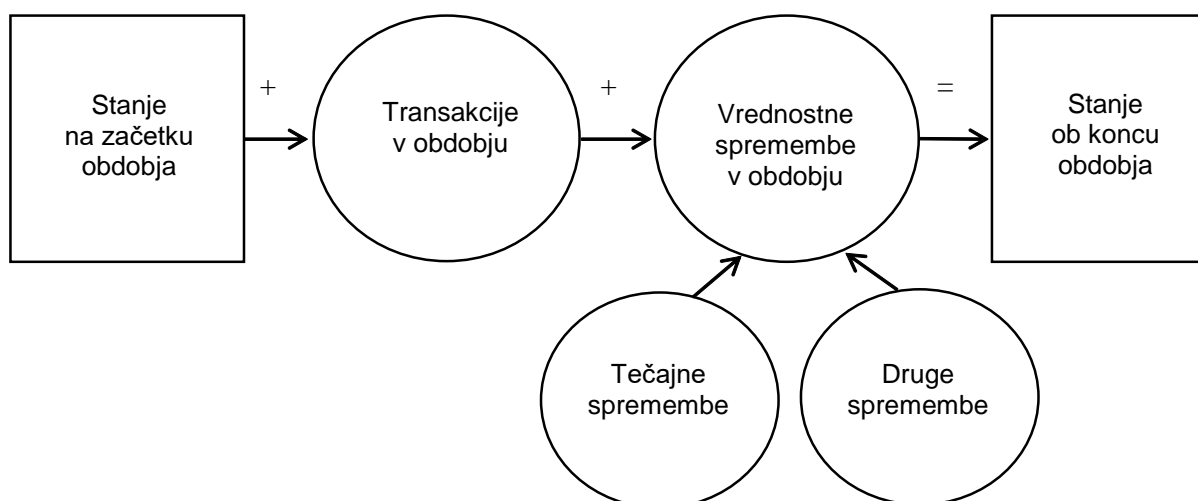 Stanje
na začetku
obdobja
+
Transakcije
v obdobju
+
Vrednostne
spremembe
v obdobju
=
Stanje
ob koncu
obdobja
Tečajne
spremembe
Druge
spremembe